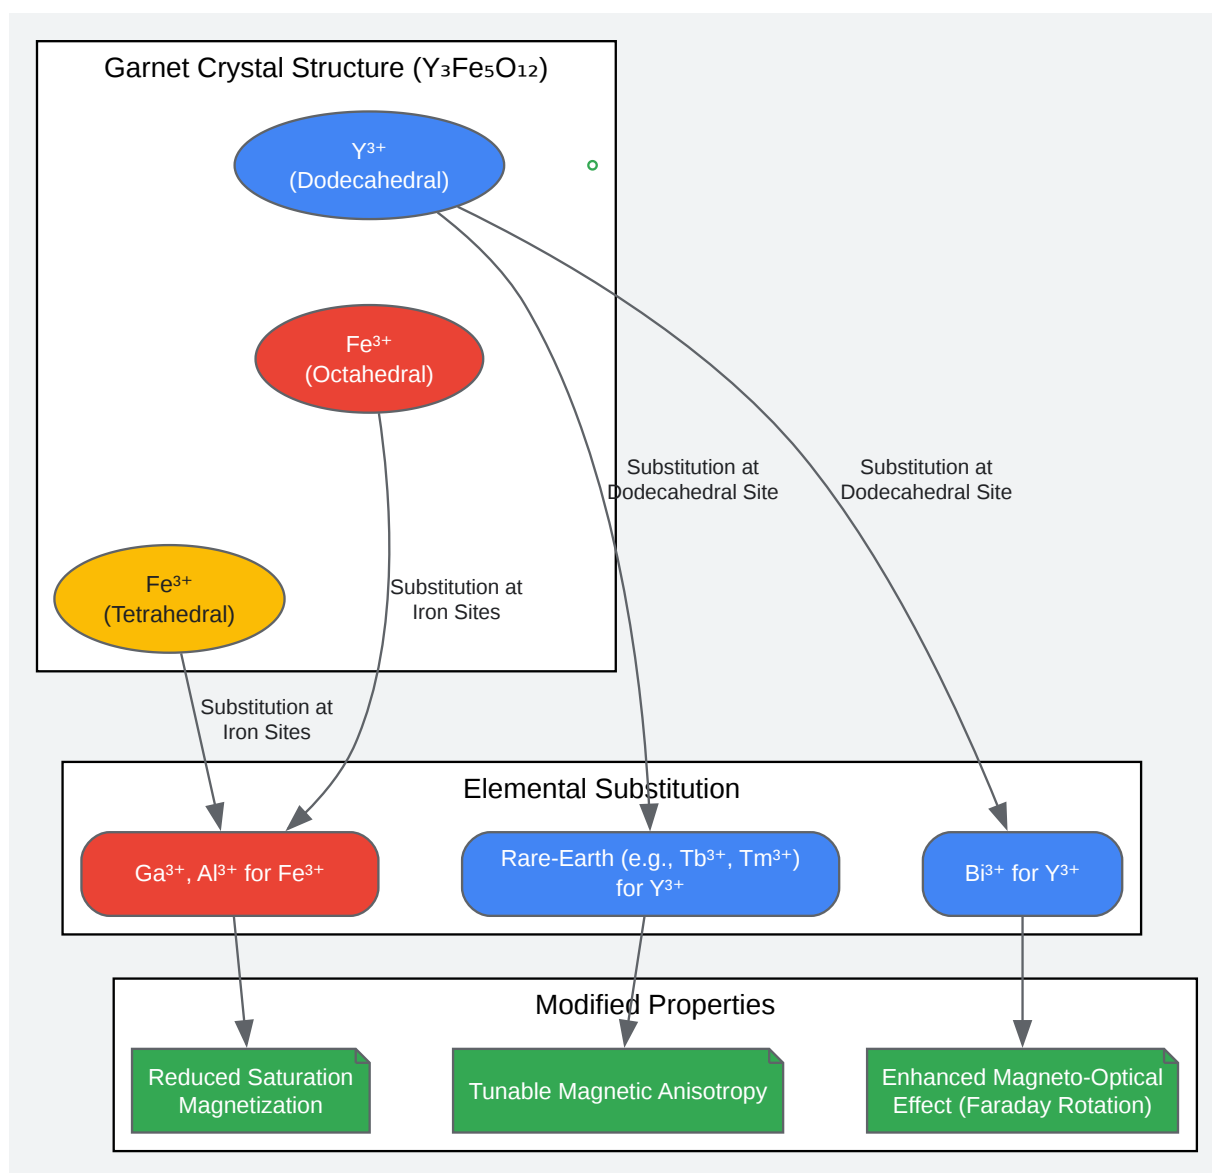 Garnet Crystal Structure (Y₃Fe₅O₁₂)
Y³⁺
(Dodecahedral)
Fe³⁺
(Octahedral)
Substitution at
Dodecahedral Site
Substitution at
Dodecahedral Site
Fe³⁺
(Tetrahedral)
Substitution at
Iron Sites
Substitution at
Iron Sites
Elemental Substitution
Ga³⁺, Al³⁺ for Fe³⁺
Rare-Earth (e.g., Tb³⁺, Tm³⁺)
for Y³⁺
Bi³⁺ for Y³⁺
Modified Properties
Reduced Saturation
Magnetization
Tunable Magnetic Anisotropy
Enhanced Magneto-Optical
Effect (Faraday Rotation)